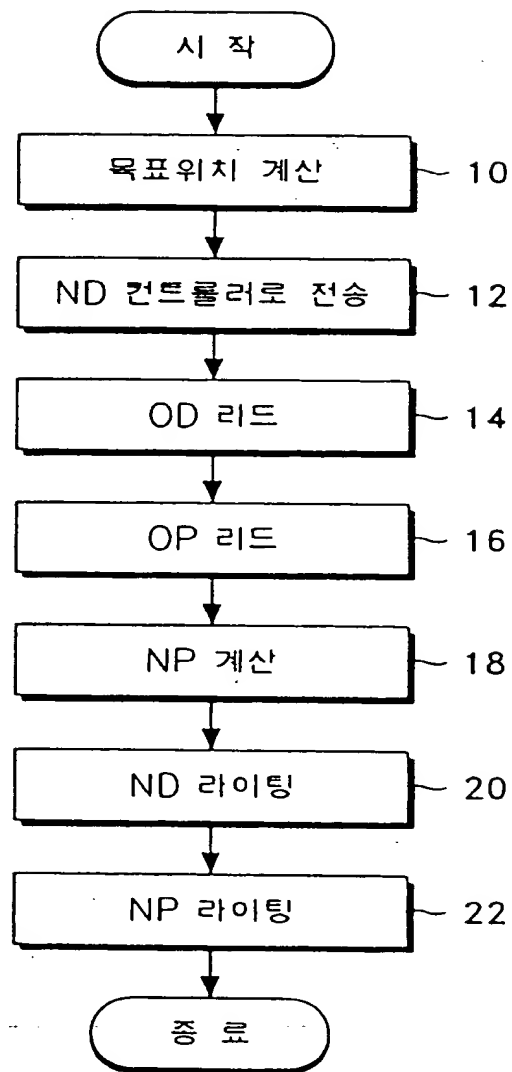 시 작
목표위치 계산
10
ND 컨트롤러로 전송
12
OD 리드
14
OP 리드
16
NP 계산
18
ND 라이팅
20
NP 라이팅
22
종 료